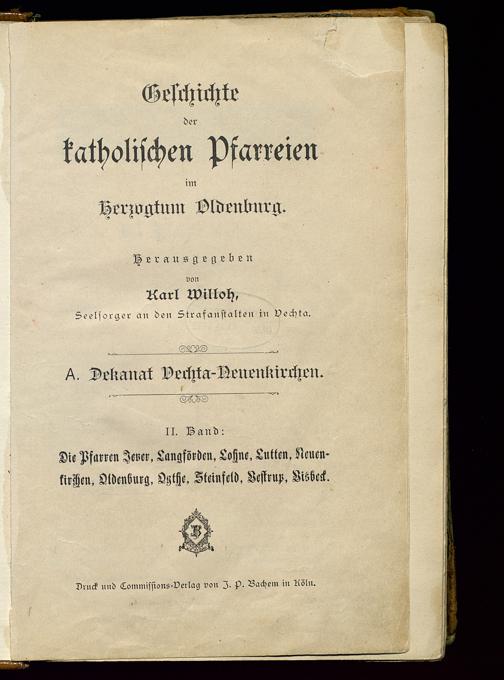 Geschichte
der
katholischen Pfarreien
im
Herzogtum Oldenburg.
Herausgegeben
von
Karl Willoh,
Seelsorger an den Strafanstalten in Vechta.
A. Dekanat Vechta-Neuenkirchen.
II. Band:
Die Pfarren Jever, Langförden, Lohne, Lutten, Neuen-
kirchen, Oldenburg, Oythe, Steinfeld, Vestrup, Visbeck.
B
Druck und Commissions-Verlag von J. P. Bachem in Köln.